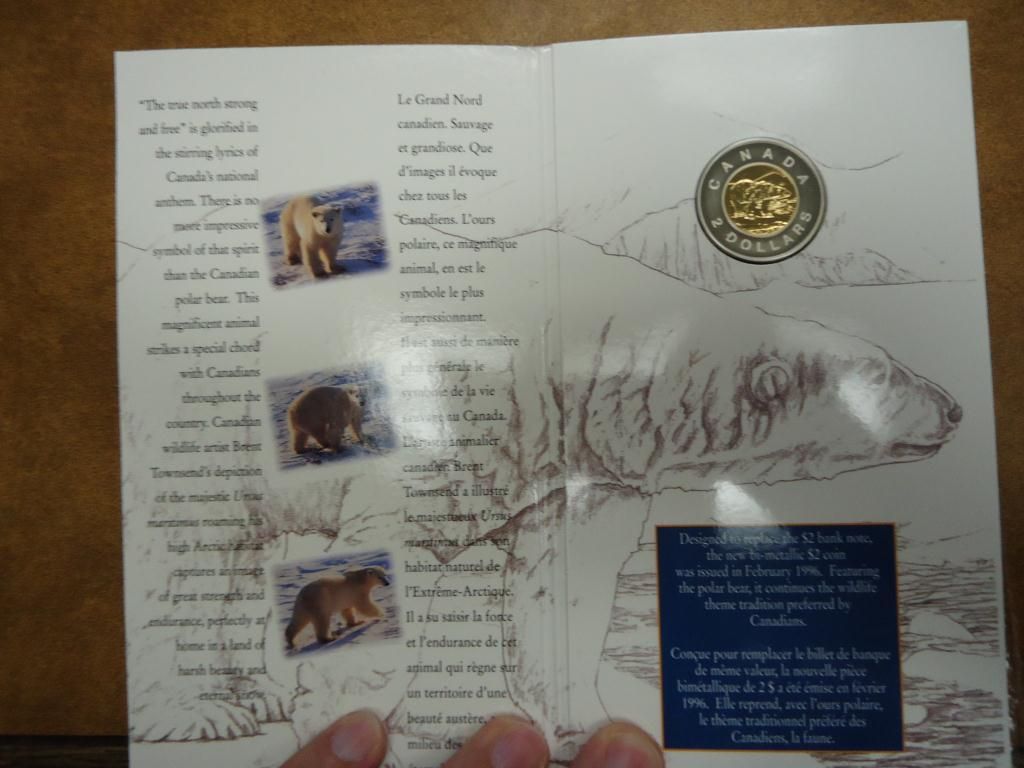 "The true north strong
and free" is glorified in
the stirring lyrics of
Canada's national
anthem. There is no
more impressive
symbol of that spirit
than the Canadian
polar bear. This
magnificent animal
strikes a special chord
with Canadians
throughout the
country. Canadian
wildlife artist Brent
Townsend's depiction
of the majestic Ursus
maritimus roaming his
high Arctic habitat
captures an image
of great strength and
endurance, perfectly at
home in a land of
harsh beauty and
eternal snow.
Le Grand Nord
canadien. Sauvage
et grandiose. Que
d'images il évoque
chez tous les
Canadiens. L'ours
polaire, ce magnifique
animal, en est le
symbole le plus
impressionnant.
Il est aussi de manière
plus générale le
symbole de la vie
sauvage au Canada.
L'artiste animalier
canadien Brent
Townsend a illustré
le majestueux Ursus
maritimus dans son
habitat naturel de
l'Extrême-Arctique.
Il a su saisir la force
et l'endurance de cet
animal qui règne sur
un territoire d'une
beauté austère,
milieu des
CANADA
2 DOLLARS
Designed to replace the $2 bank note,
the new bi-metallic $2 coin
was issued in February 1996. Featuring
the polar bear, it continues the wildlife
theme tradition preferred by
Canadians.
Conçue pour remplacer le billet de banque
de même valeur, la nouvelle pièce
bimétallique de 2 $ a été émise en février
1996. Elle reprend, avec l'ours polaire,
le thème traditionnel préféré des
Canadiens, la faune.